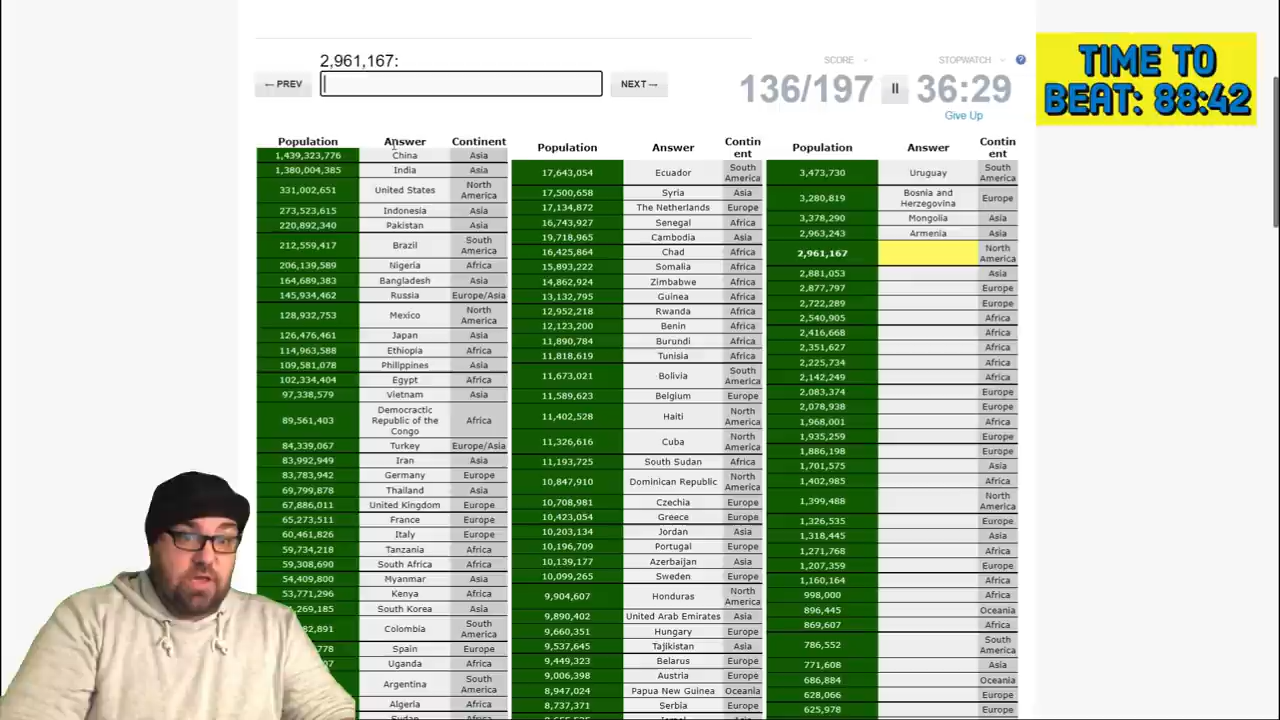 2,961,167:
← PREV
NEXT →
SCORE
STOPWATCH
?
136/197
36:29
Give Up
TIME TO
BEAT: 88:42
Population Answer Continent
1,439,323,776 China Asia
1,380,004,385 India Asia
331,002,651 United States North America
273,523,615 Indonesia Asia
220,892,340 Pakistan Asia
212,559,417 Brazil South America
206,139,589 Nigeria Africa
164,689,383 Bangladesh Asia
145,934,462 Russia Europe/Asia
128,932,753 Mexico North America
126,476,461 Japan Asia
114,963,588 Ethiopia Africa
109,581,078 Philippines Asia
102,334,404 Egypt Africa
97,338,579 Vietnam Asia
89,561,403 Democractic Republic of the Congo Africa
84,339,067 Turkey Europe/Asia
83,992,949 Iran Asia
83,783,942 Germany Europe
69,799,878 Thailand Asia
67,886,011 United Kingdom Europe
65,273,511 France Europe
60,461,826 Italy Europe
59,734,218 Tanzania Africa
59,308,690 South Africa Africa
54,409,800 Myanmar Asia
53,771,296 Kenya Africa
,269,185 South Korea Asia
82,891 Colombia South America
778 Spain Europe
07 Uganda Africa
Argentina South America
Algeria Africa
Sudan Africa
Population Answer Contin ent
17,643,054 Ecuador South America
17,500,658 Syria Asia
17,134,872 The Netherlands Europe
16,743,927 Senegal Africa
19,718,965 Cambodia Asia
16,425,864 Chad Africa
15,893,222 Somalia Africa
14,862,924 Zimbabwe Africa
13,132,795 Guinea Africa
12,952,218 Rwanda Africa
12,123,200 Benin Africa
11,890,784 Burundi Africa
11,818,619 Tunisia Africa
11,673,021 Bolivia South America
11,589,623 Belgium Europe
11,402,528 Haiti North America
11,326,616 Cuba North America
11,193,725 South Sudan Africa
10,847,910 Dominican Republic North America
10,708,981 Czechia Europe
10,423,054 Greece Europe
10,203,134 Jordan Asia
10,196,709 Portugal Europe
10,139,177 Azerbaijan Asia
10,099,265 Sweden Europe
9,904,607 Honduras North America
9,890,402 United Arab Emirates Asia
9,660,351 Hungary Europe
9,537,645 Tajikistan Asia
9,449,323 Belarus Europe
9,006,398 Austria Europe
8,947,024 Papua New Guinea Oceania
8,737,371 Serbia Europe
Israel Asia
Population Answer Contin ent
3,473,730 Uruguay South America
3,280,819 Bosnia and Herzegovina Europe
3,378,290 Mongolia Asia
2,963,243 Armenia Asia
2,961,167 North America
2,881,053 Asia
2,877,797 Europe
2,722,289 Europe
2,540,905 Africa
2,416,668 Africa
2,351,627 Africa
2,225,734 Africa
2,142,249 Africa
2,083,374 Europe
2,078,938 Europe
1,968,001 Africa
1,935,259 Europe
1,886,198 Europe
1,701,575 Asia
1,402,985 Africa
1,399,488 North America
1,326,535 Europe
1,318,445 Asia
1,271,768 Africa
1,207,359 Europe
1,160,164 Africa
998,000 Africa
896,445 Oceania
869,607 Africa
786,552 South America
771,608 Asia
686,884 Oceania
628,066 Europe
625,978 Europe